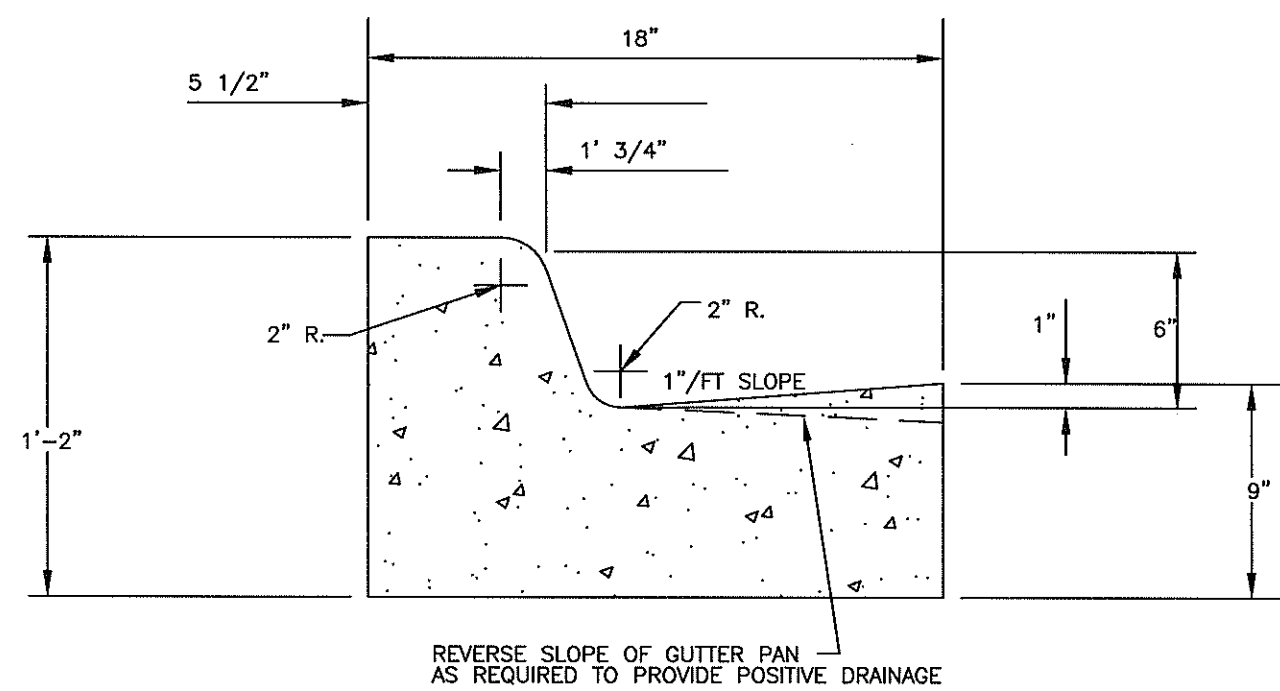 18"
5 1/2"
1' 3/4"
2" R.
2" R.
1"
6"
1"/FT SLOPE
1'-2"
9"
REVERSE SLOPE OF GUTTER PAN
AS REQUIRED TO PROVIDE POSITIVE DRAINAGE